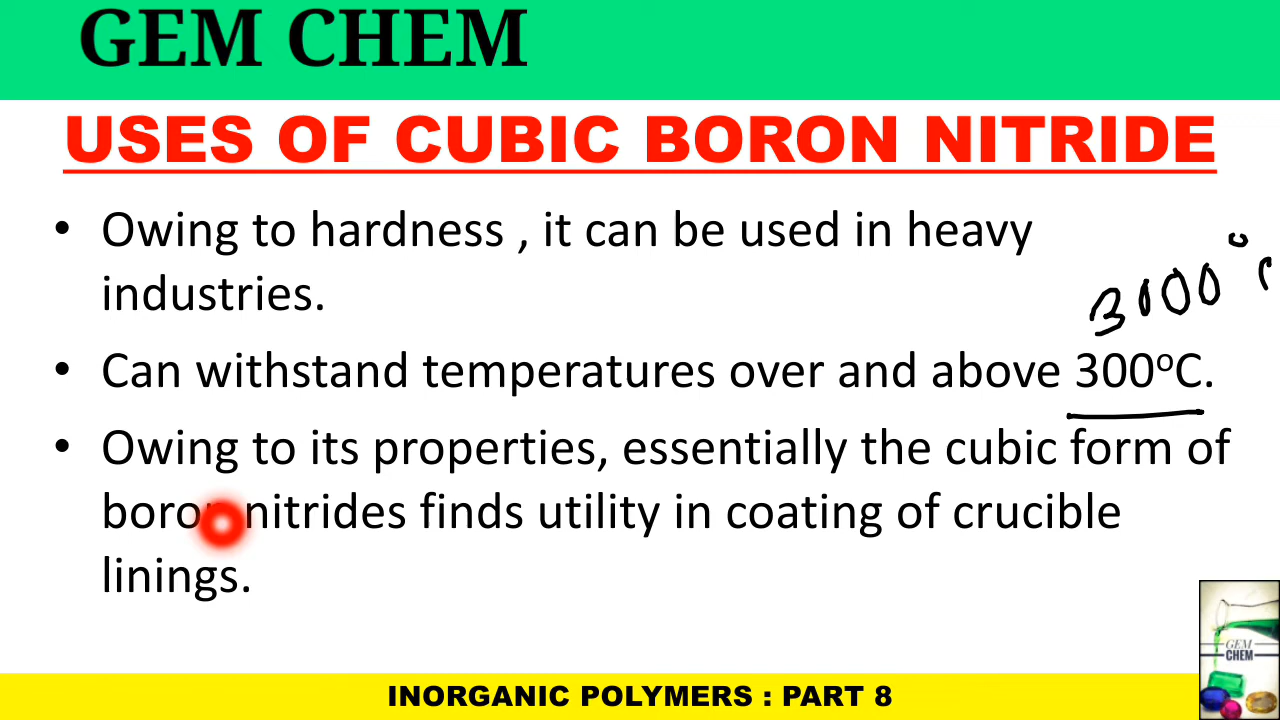 GEM CHEM
USES OF CUBIC BORON NITRIDE
• Owing to hardness , it can be used in heavy
industries.
3000°
• Can withstand temperatures over and above 300°C.
• Owing to its properties, essentially the cubic form of
boron nitrides finds utility in coating of crucible
linings.
GEM
CHEM
INORGANIC POLYMERS : PART 8